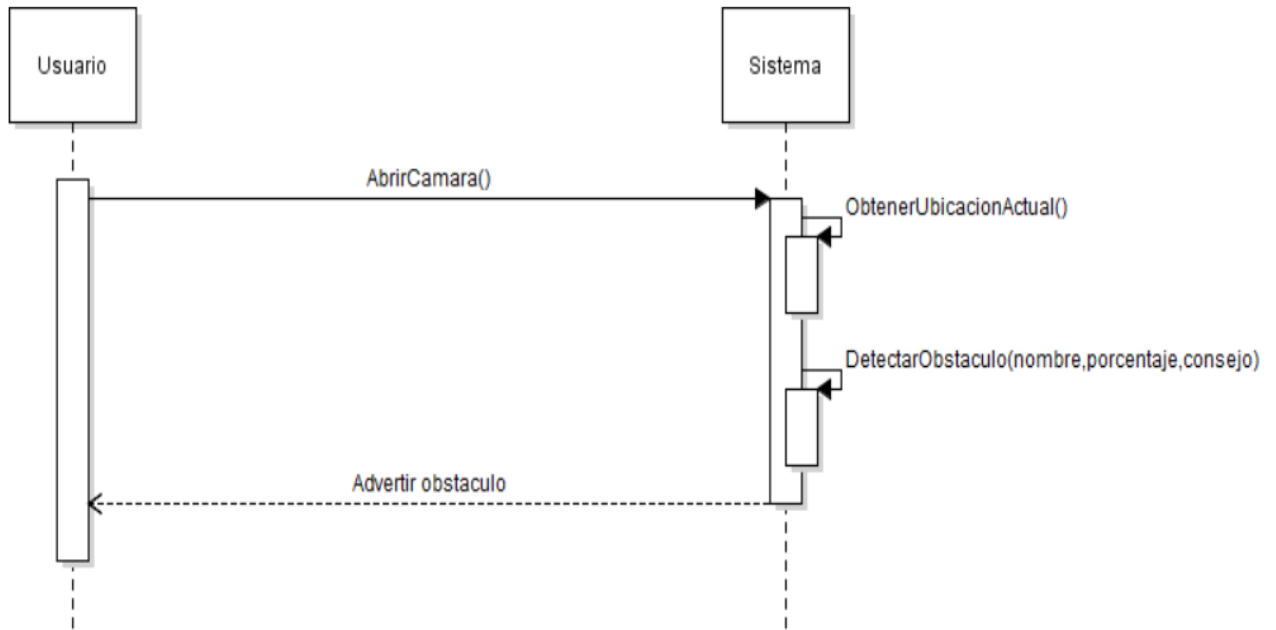 Usuario
Sistema
AbrirCamara()
ObtenerUbicacionActual()
DetectarObstaculo(nombre,porcentaje,consejo)
Advertir obstaculo